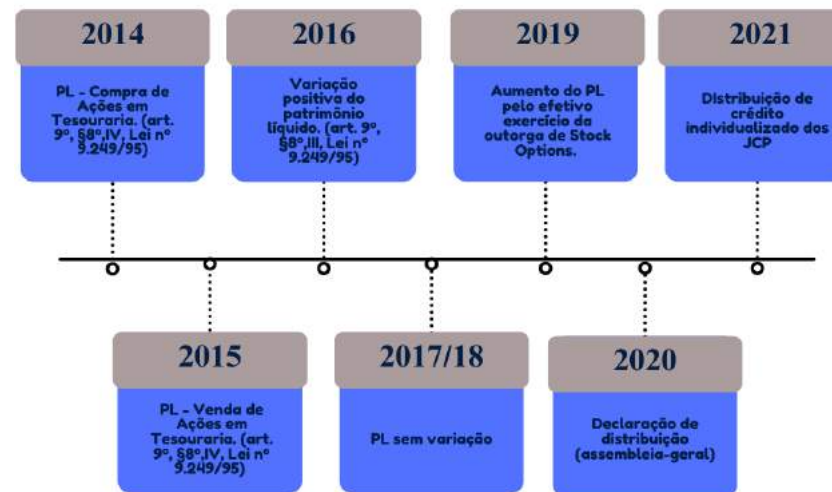 2014
PL - Compra de
Ações em
Tesouraria. (art.
9º, §8º,IV, Lei nº
9.249/95)
2015
PL - Venda de
Ações em
Tesouraria. (art.
9º, §8º,IV, Lei nº
9.249/95)
2016
Variação
positiva do
patrimônio
líquido. (art. 9º,
§8º,III, Lei nº
9.249/95)
2017/18
PL sem variação
2019
Aumento do PL
pelo efetivo
exercício da
outorga de Stock
Options.
2020
Declaração de
distribuição
(assembleia-geral)
2021
DIstribuição de
crédito
individualizado dos
JCP